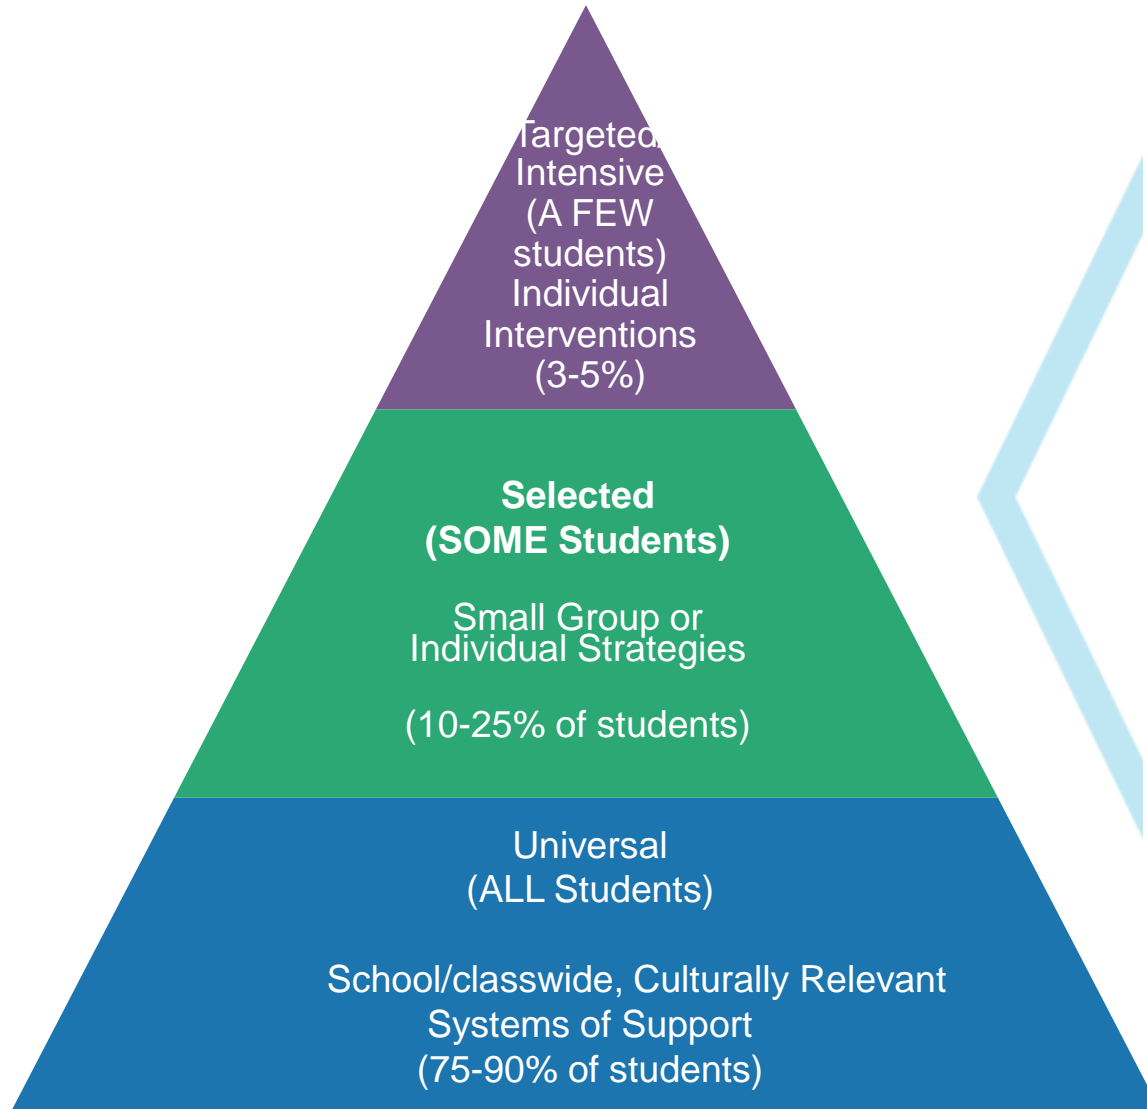 Targeted/
Intensive
(A FEW
students)
Individual
Interventions
(3-5%)
Selected
(SOME Students)
Small Group or
Individual Strategies
(10-25% of students)
Universal
(ALL Students)
School/classwide, Culturally Relevant
Systems of Support
(75-90% of students)